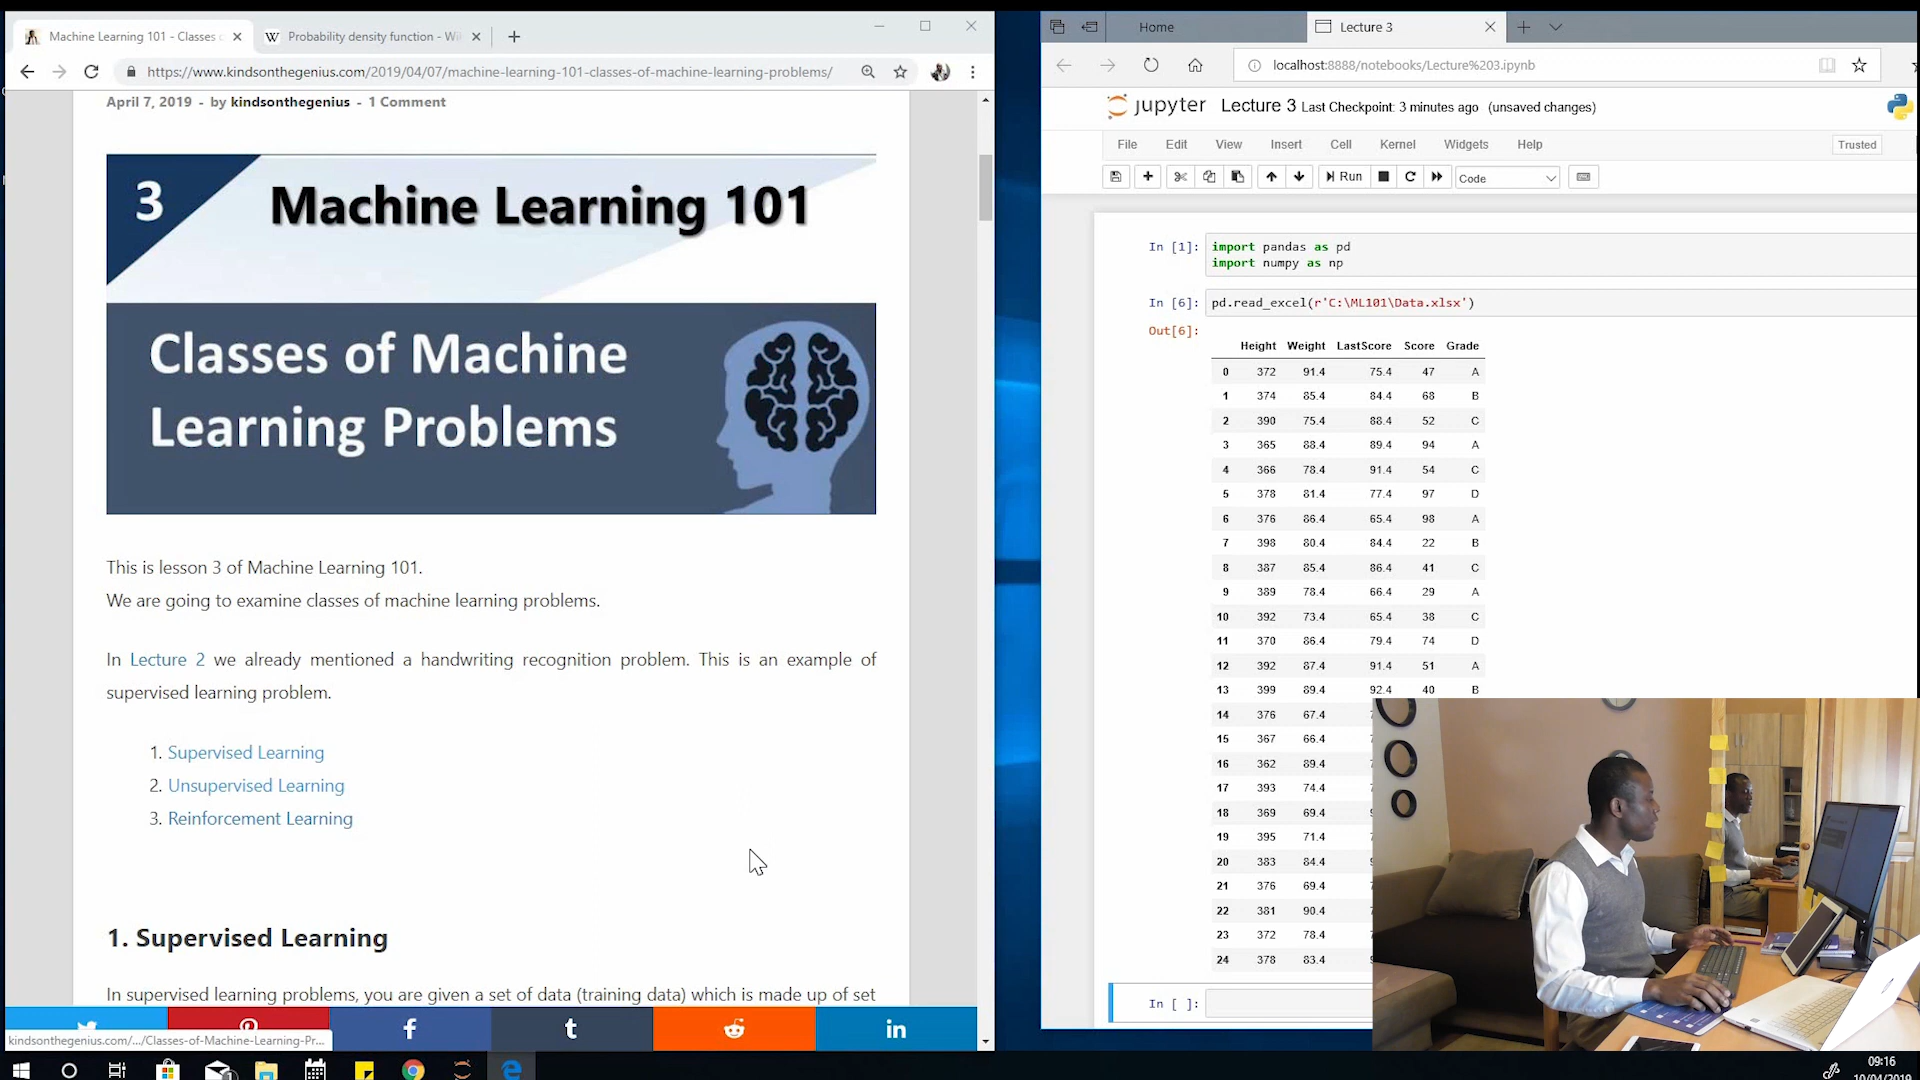 Machine Learning 101 - Classes o
Probability density function - Wi
https://www.kindsonthegenius.com/2019/04/07/machine-learning-101-classes-of-machine-learning-problems/
April 7, 2019 - by kindsonthegenius - 1 Comment
3
Machine Learning 101
Classes of Machine
Learning Problems
This is lesson 3 of Machine Learning 101.
We are going to examine classes of machine learning problems.
In Lecture 2 we already mentioned a handwriting recognition problem. This is an example of
supervised learning problem.
1. Supervised Learning
2. Unsupervised Learning
3. Reinforcement Learning
1. Supervised Learning
In supervised learning problems, you are given a set of data (training data) which is made up of set
kindsonthegenius.com/.../Classes-of-Machine-Learning-Pr...
Home
Lecture 3
localhost:8888/notebooks/Lecture%203.ipynb
jupyter Lecture 3 Last Checkpoint: 3 minutes ago (unsaved changes)
File Edit View Insert Cell Kernel Widgets Help
Trusted
Run
Code
In [1]: import pandas as pd
import numpy as np
In [6]: pd.read_excel(r'C:\ML101\Data.xlsx')
Out[6]:
Height Weight LastScore Score Grade
0 372 91.4 75.4 47 A
1 374 85.4 84.4 68 B
2 390 75.4 88.4 52 C
3 365 88.4 89.4 94 A
4 366 78.4 91.4 54 C
5 378 81.4 77.4 97 D
6 376 86.4 65.4 98 A
7 398 80.4 84.4 22 B
8 387 85.4 86.4 41 C
9 389 78.4 66.4 29 A
10 392 73.4 65.4 38 C
11 370 86.4 79.4 74 D
12 392 87.4 91.4 51 A
13 399 89.4 92.4 40 B
14 376 67.4
15 367 66.4
16 362 89.4
17 393 74.4
18 369 69.4
19 395 71.4
20 383 84.4
21 376 69.4
22 381 90.4
23 372 78.4
24 378 83.4
In [ ]:
09:16
10/04/2019